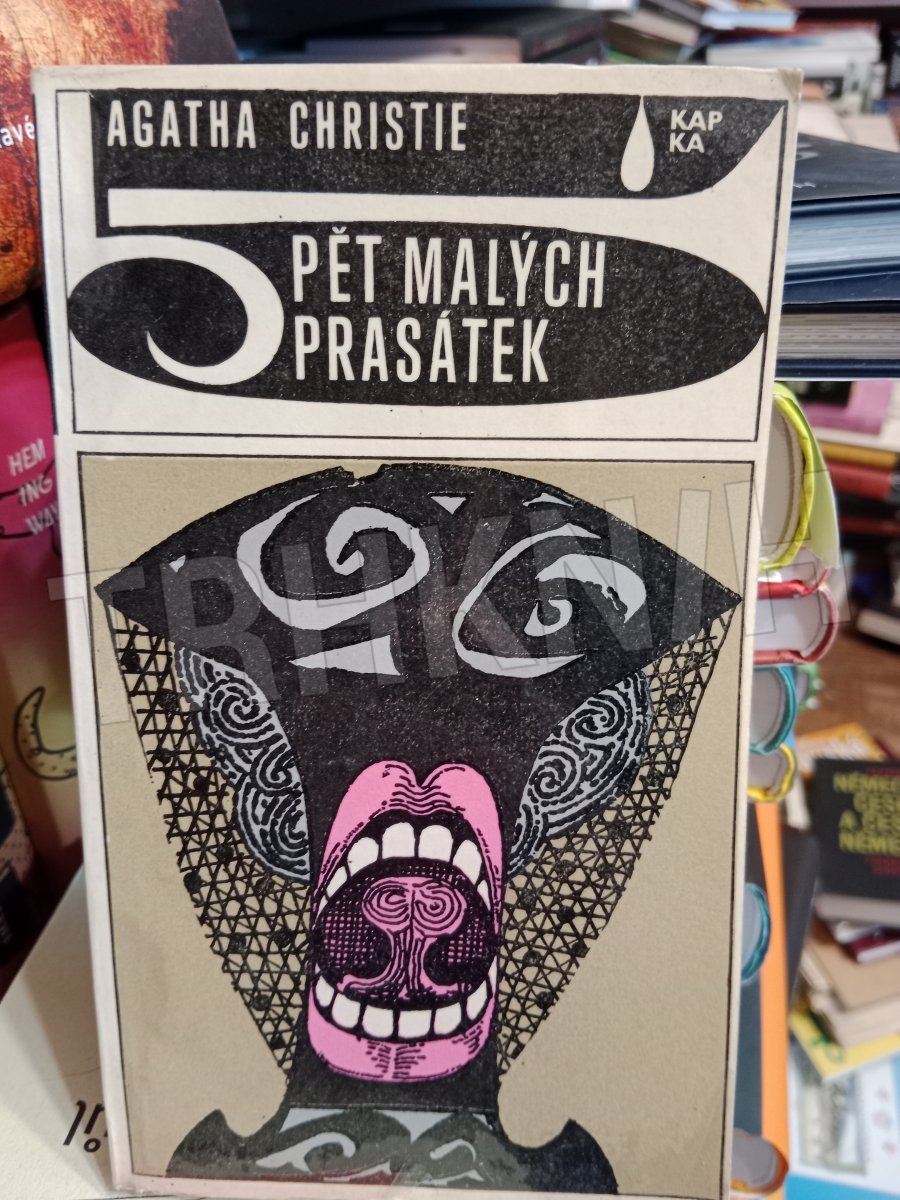 AGATHA CHRISTIE
KAP
KA
5
PĚT MALÝCH
PRASÁTEK
HEM
ING
WAY
TRHKNIH